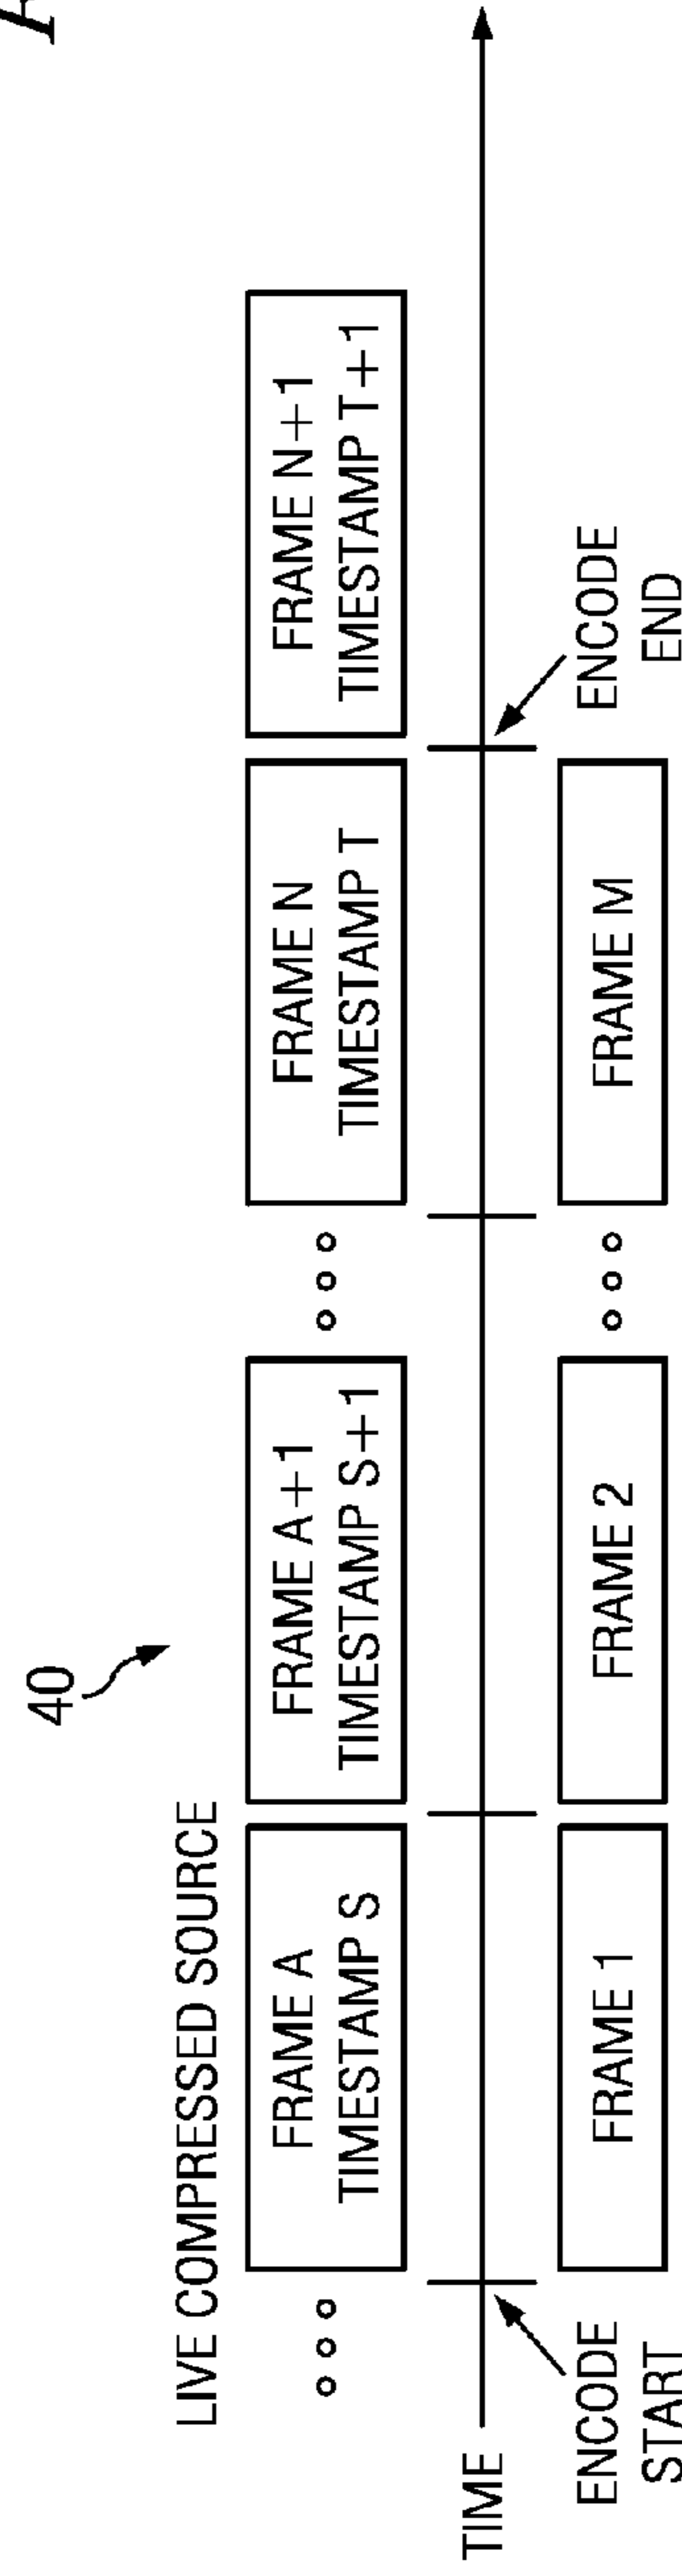 40
LIVE COMPRESSED SOURCE
FRAME A
TIMESTAMP S
FRAME A+1
TIMESTAMP S+1
FRAME N
TIMESTAMP T
FRAME N+1
TIMESTAMP T+1
TIME
ENCODE
START
ENCODE
END
FRAME 1
FRAME 2
FRAME M